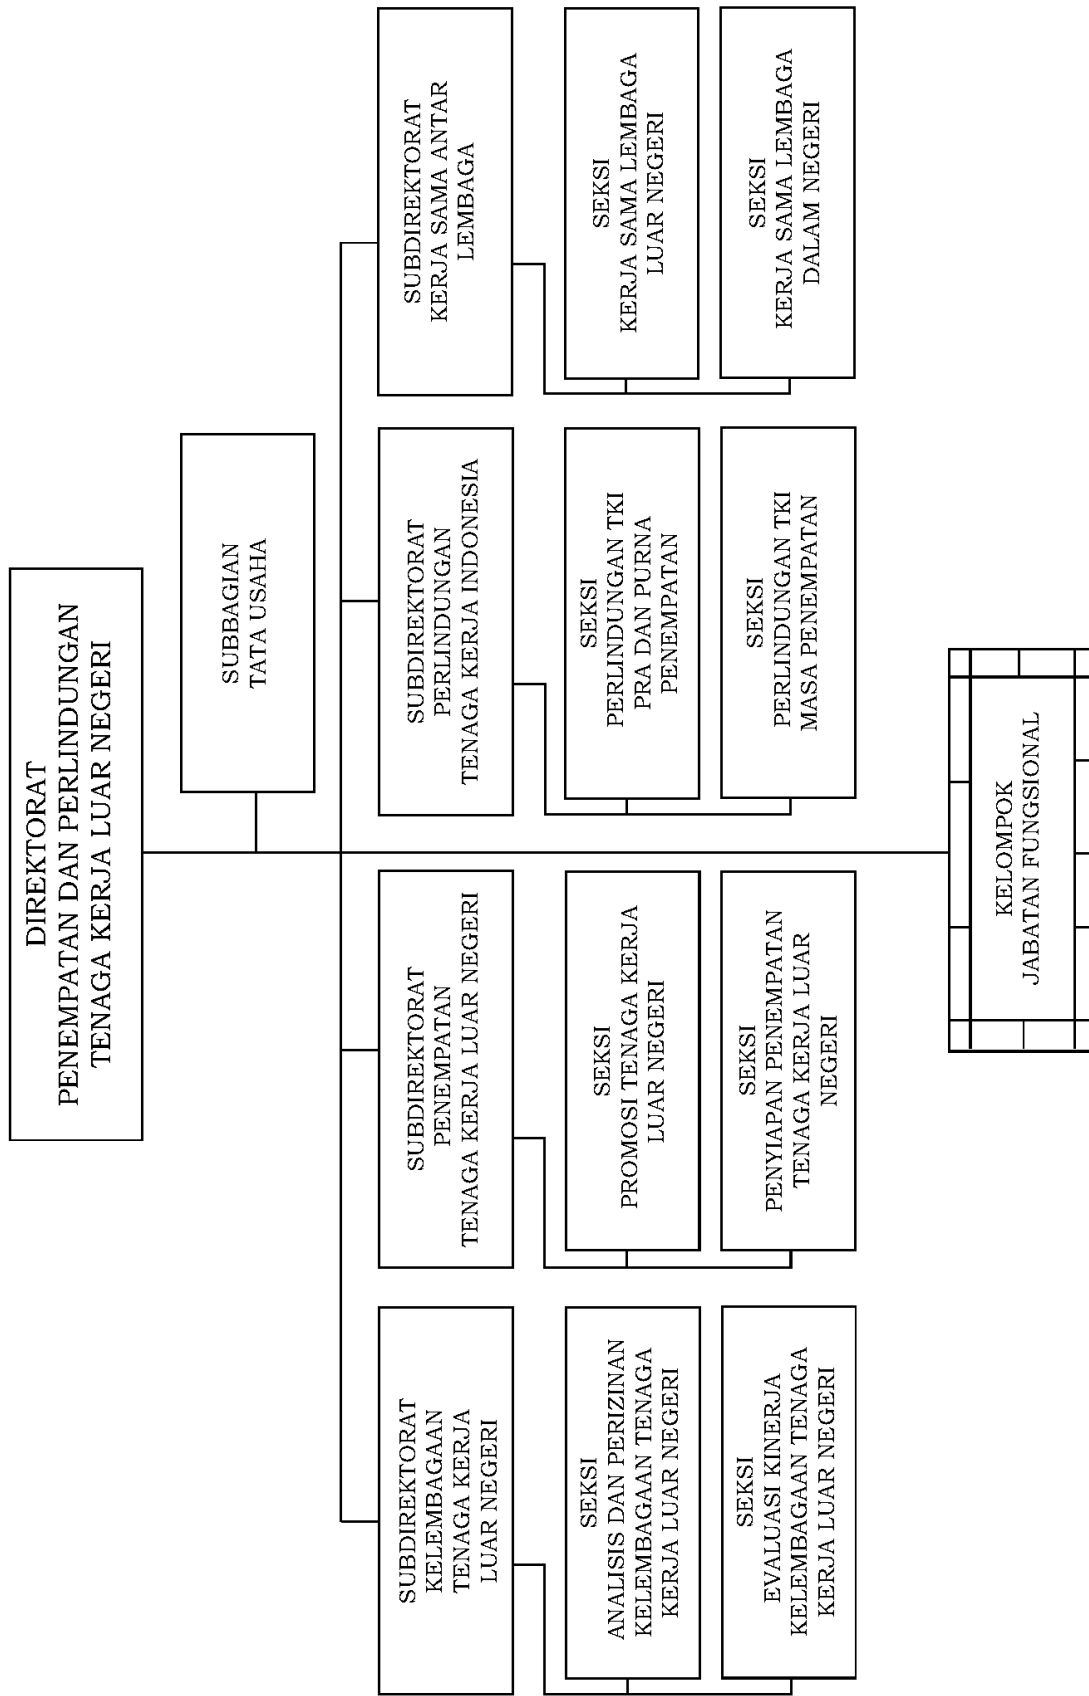 DIREKTORAT
PENEMPATAN DAN PERLINDUNGAN
TENAGA KERJA LUAR NEGERI
SUBBAGIAN
TATA USAHA
SUBDIREKTORAT
KELEMBAGAAN
TENAGA KERJA
LUAR NEGERI
SUBDIREKTORAT
PENEMPATAN
TENAGA KERJA LUAR NEGERI
SUBDIREKTORAT
PERLINDUNGAN
TENAGA KERJA INDONESIA
SUBDIREKTORAT
KERJA SAMA ANTAR
LEMBAGA
SEKSI
ANALISIS DAN PERIZINAN
KELEMBAGAAN TENAGA
KERJA LUAR NEGERI
SEKSI
PROMOSI TENAGA KERJA
LUAR NEGERI
SEKSI
PERLINDUNGAN TKI
PRA DAN PURNA
PENEMPATAN
SEKSI
KERJA SAMA LEMBAGA
LUAR NEGERI
SEKSI
EVALUASI KINERJA
KELEMBAGAAN TENAGA
KERJA LUAR NEGERI
SEKSI
PENYIAPAN PENEMPATAN
TENAGA KERJA LUAR
NEGERI
SEKSI
PERLINDUNGAN TKI
MASA PENEMPATAN
SEKSI
KERJA SAMA LEMBAGA
DALAM NEGERI
KELOMPOK
JABATAN FUNGSIONAL